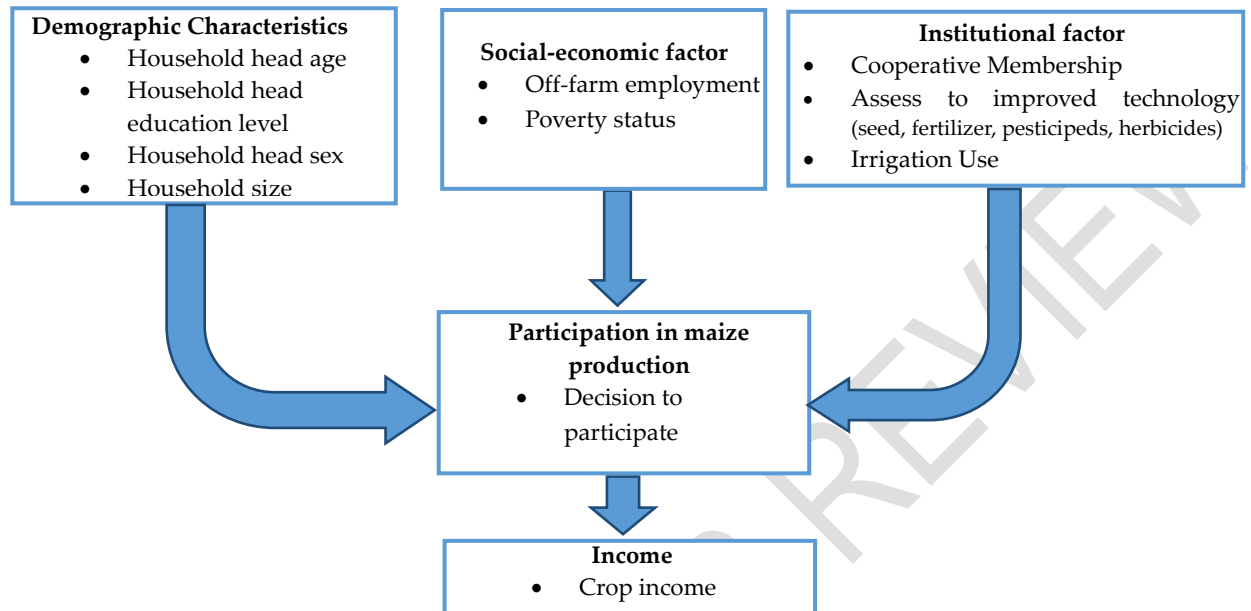 Demographic Characteristics
• Household head age
• Household head
education level
• Household head sex
• Household size
Social-economic factor
• Off-farm employment
• Poverty status
Institutional factor
• Cooperative Membership
• Assess to improved technology
(seed, fertilizer, pesticipeds, herbicides)
• Irrigation Use
Participation in maize
production
• Decision to
participate
Income
• Crop income
REVIEW